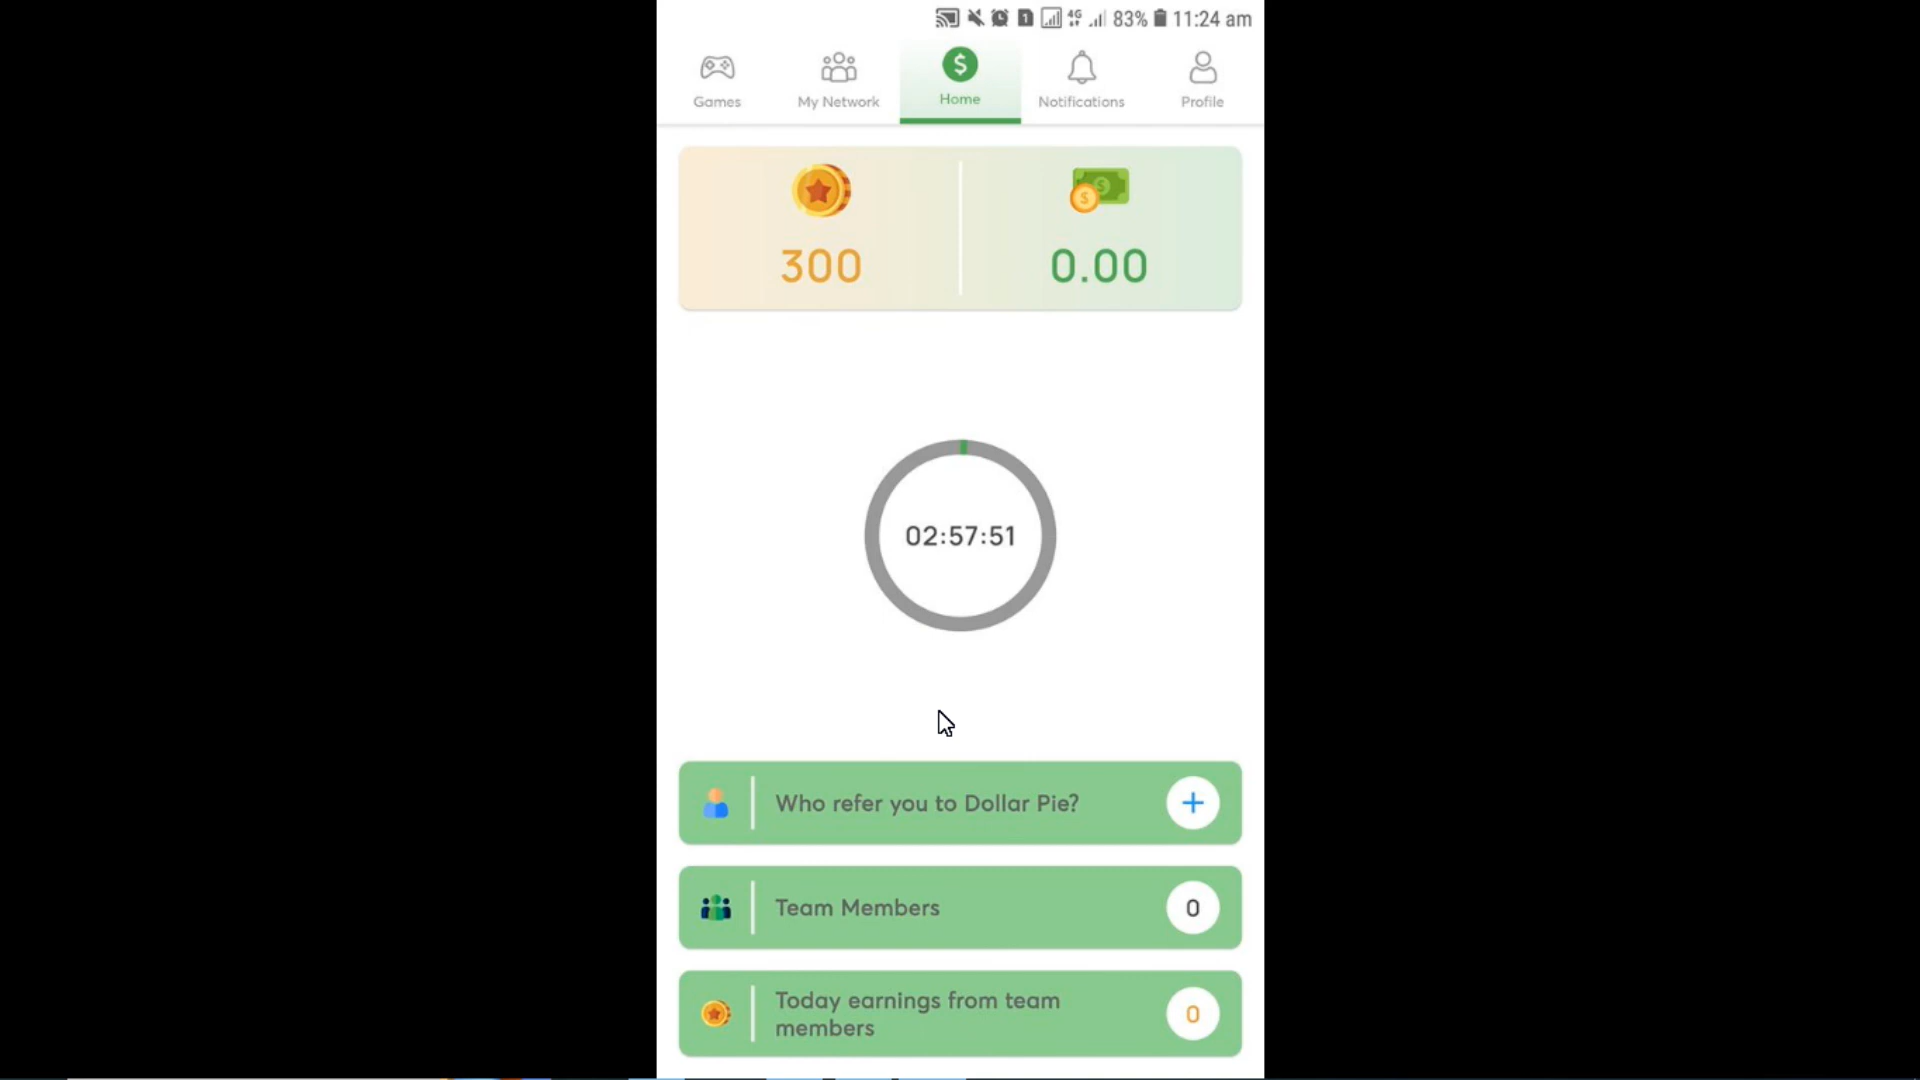 4G 83% 11:24 am
Games My Network Home Notifications Profile
300 0.00
02:57:51
Who refer you to Dollar Pie?
Team Members 0
Today earnings from team
members 0